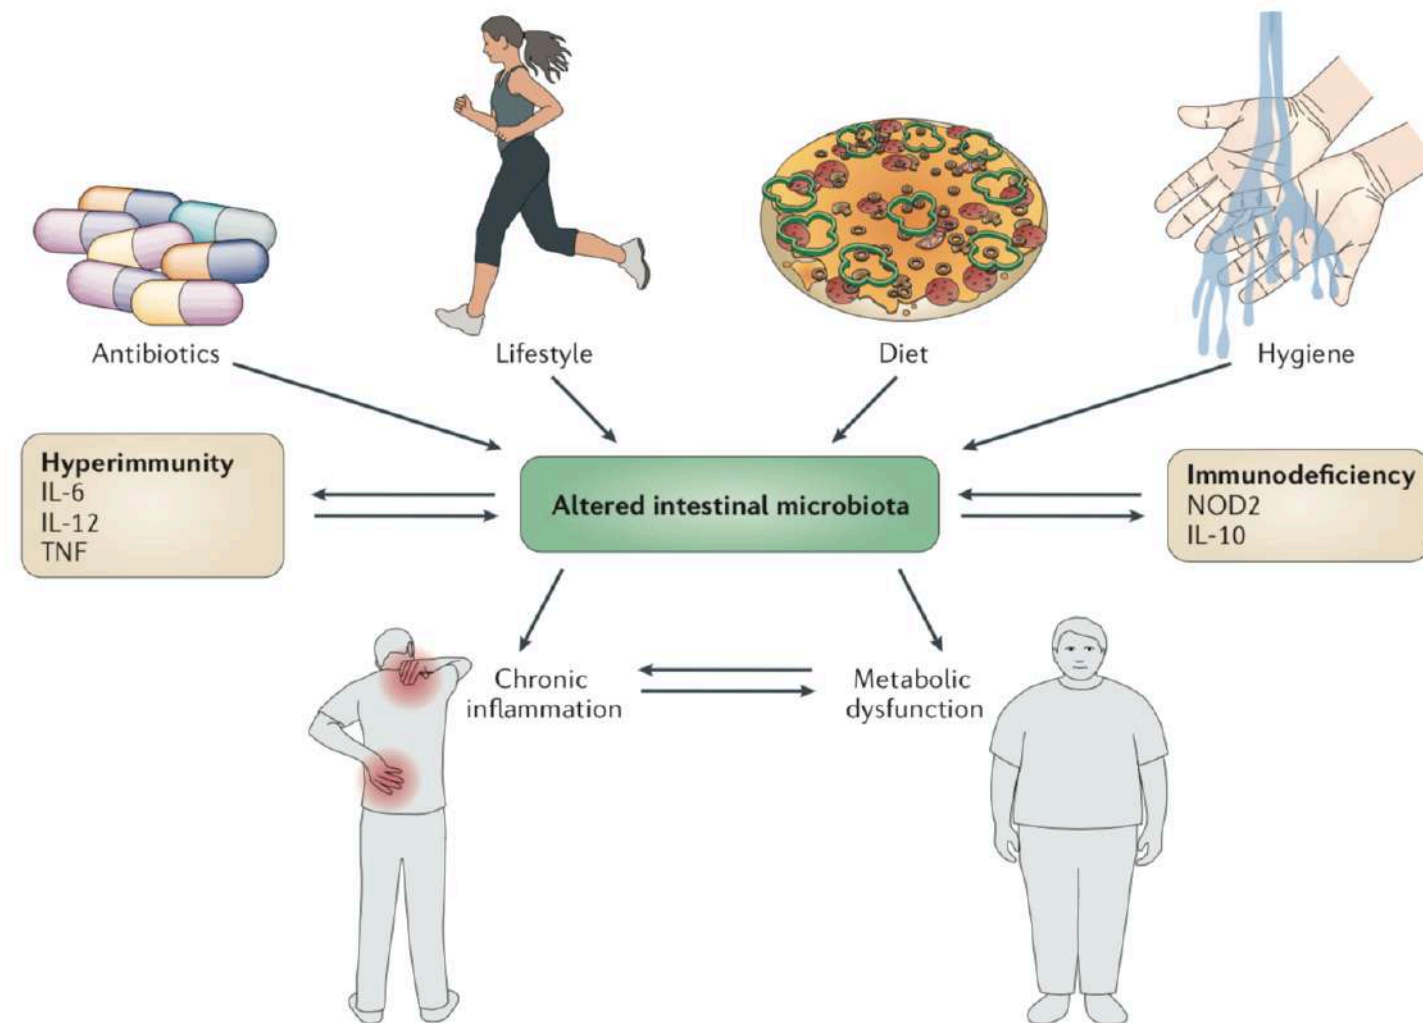 Antibiotics
Lifestyle
Diet
Hygiene
Hyperimmunity
IL-6
IL-12
TNF
Altered intestinal microbiota
Immunodeficiency
NOD2
IL-10
Chronic
inflammation
Metabolic
dysfunction